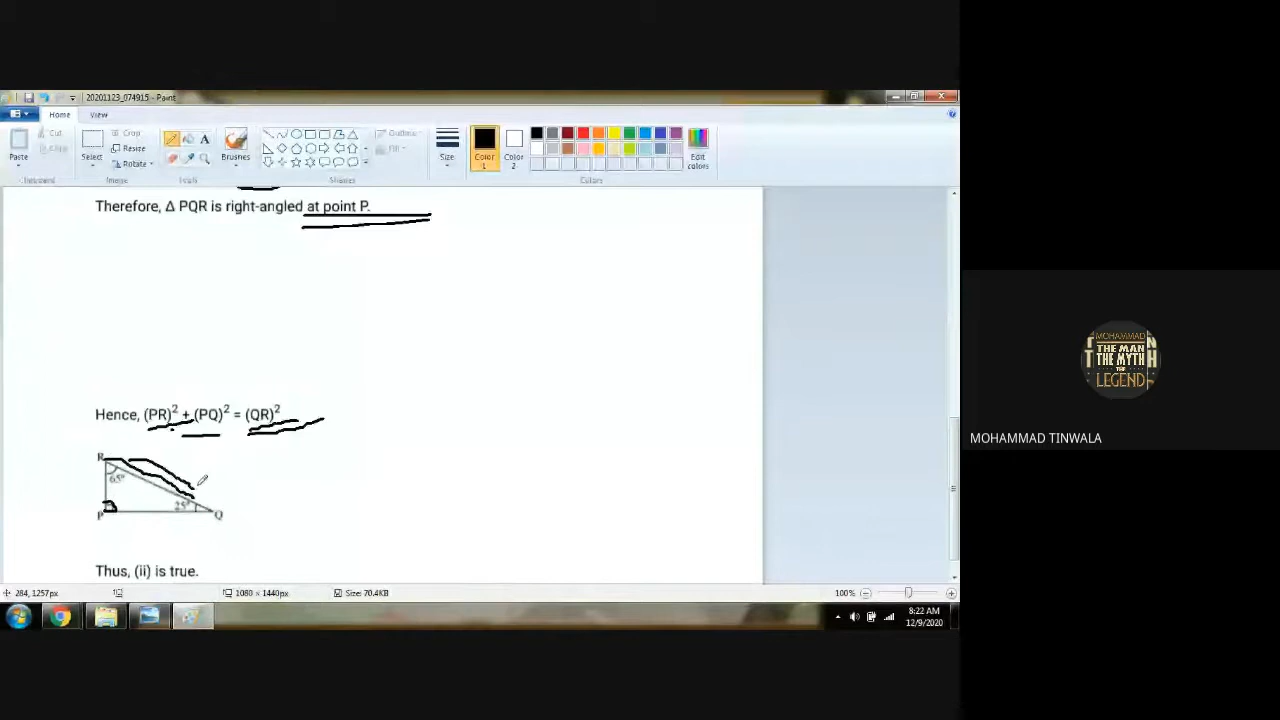 20201123_074915 - Paint
Home
View
Paste
Cut
Select
Crop
Resize
Rotate
Image
A
Brushes
Shapes
Outline
Fill
Size
Color 1
Color 2
Edit colors
Colors
Therefore, Δ PQR is right-angled at point P.
Hence, (PR)² + (PQ)² = (QR)²
R
65°
P
25°
Q
Thus, (ii) is true.
284, 1257px
1080 × 1440px
Size: 70.4KB
100%
8:22 AM
12/9/2020
MOHAMMAD
THE MAN
THE MYTH
THE
LEGEND
MOHAMMAD TINWALA